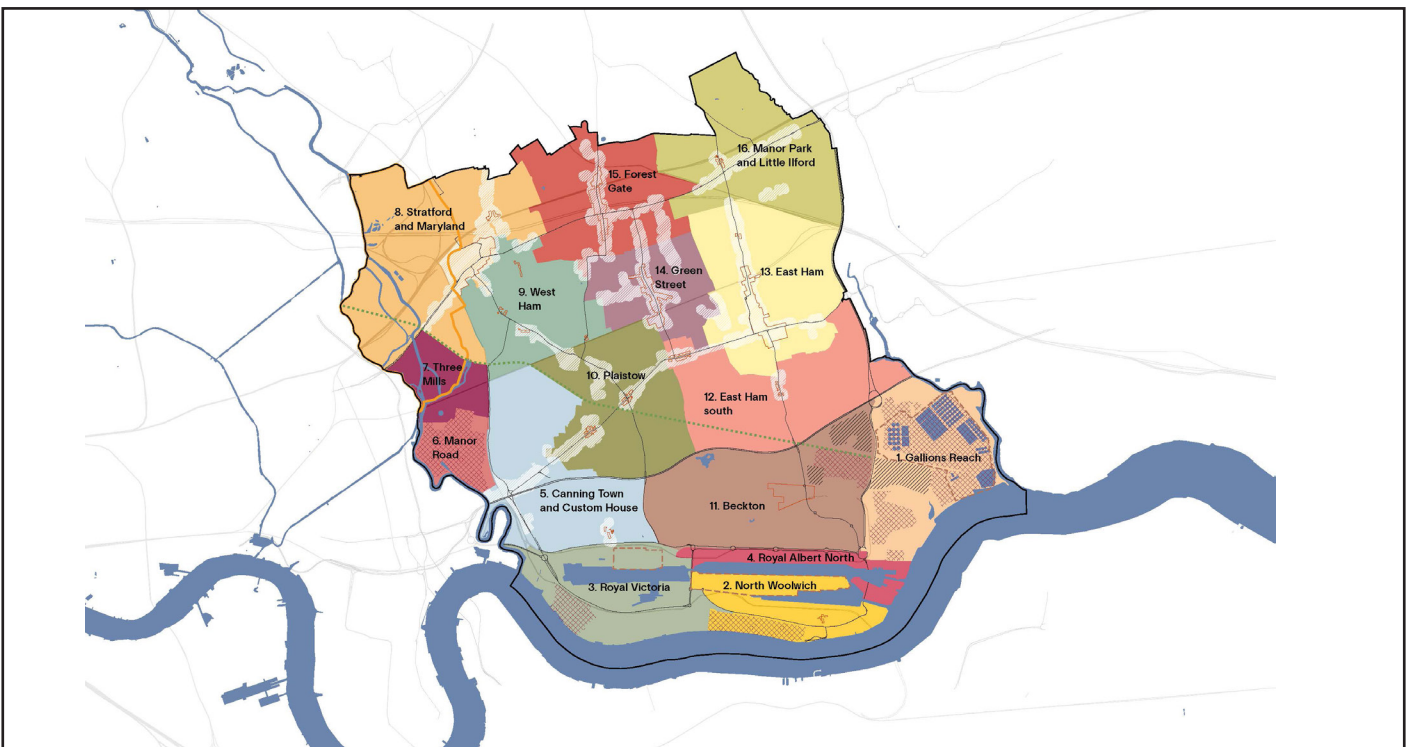 16. Manor Park
and Little Ilford
15. Forest
Gate
8. Stratford
and Maryland
14. Green
Street
13. East Ham
9. West
Ham
7. Three
Mills
10. Plaistow
12. East Ham
south
6. Manor
Road
1. Gallions Reach
5. Canning Town
and Custom House
11. Beckton
4. Royal Albert North
3. Royal Victoria
2. North Woolwich